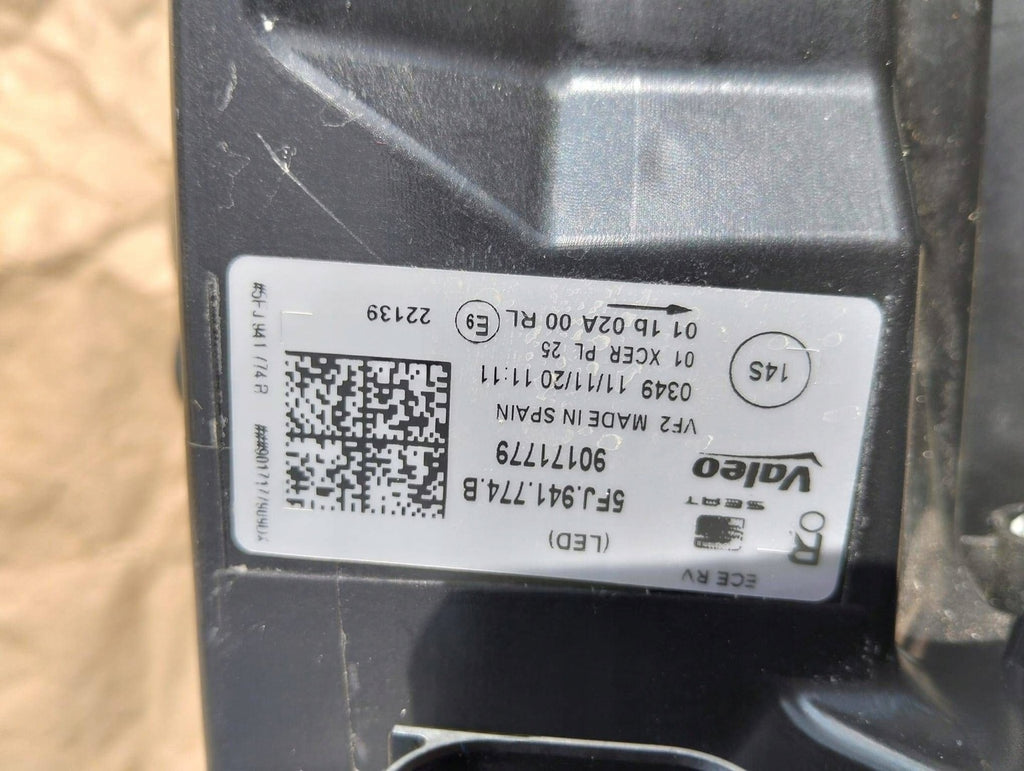 ECE RV
(LED)
SEAT
5FJ.941.774.B
Valeo
90171779
VF2 MADE IN SPAIN
0349 11/11/20 11:11
14S
01 XCER PL 25
01 1b 02A 00 RL
E9
22139